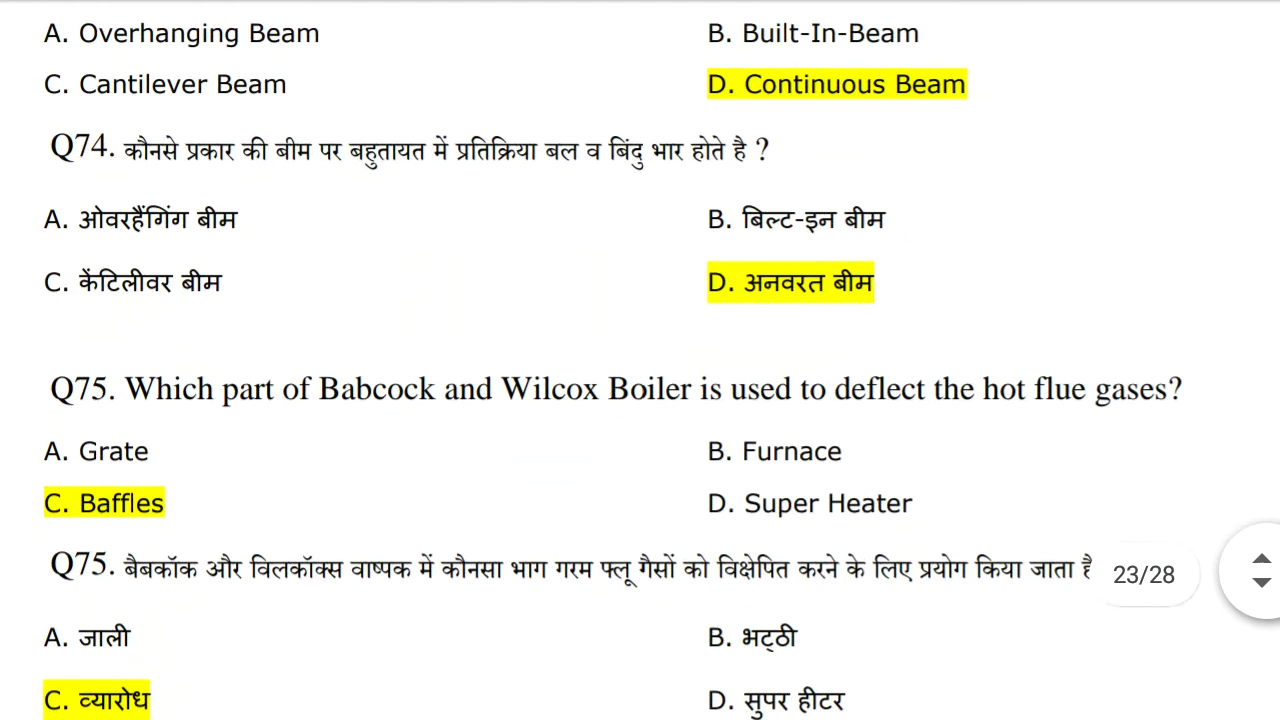 A. Overhanging Beam B. Built-In-Beam
C. Cantilever Beam D. Continuous Beam
Q74. कौनसे प्रकार की बीम पर बहुतायत में प्रतिक्रिया बल व बिंदु भार होते है ?
A. ओवरहैंगिंग बीम B. बिल्ट-इन बीम
C. केंटिलीवर बीम D. अनवरत बीम
Q75. Which part of Babcock and Wilcox Boiler is used to deflect the hot flue gases?
A. Grate B. Furnace
C. Baffles D. Super Heater
Q75. बैबकॉक और विलकॉक्स वाष्पक में कौनसा भाग गरम फ्लू गैसों को विक्षेपित करने के लिए प्रयोग किया जाता है
23/28
A. जाली B. भट्ठी
C. व्यारोध D. सुपर हीटर